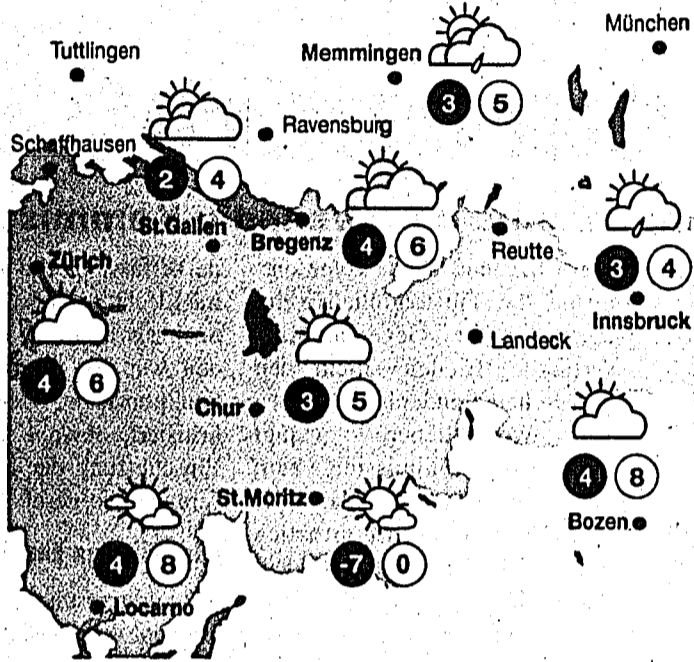 München
Tuttlingen
Memmingen
3 5
Ravensburg
Schaffhausen
2 4
St.Gallen
Bregenz
4 6
Reutte
Zürich
3 4
Innsbruck
Landeck
4 6
Chur
3 5
4 8
St.Moritz
Bozen
4 8
-7 0
Locarno